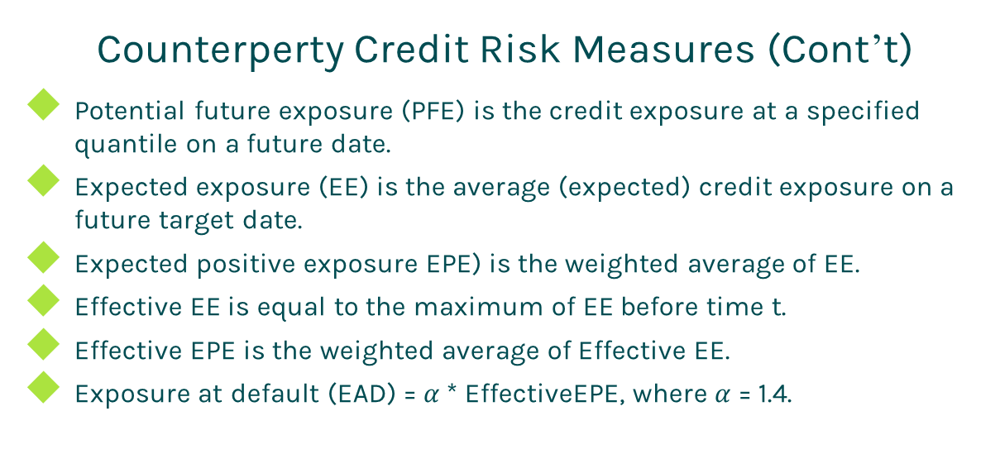 Counterperty Credit Risk Measures (Cont’t)
Potential future exposure (PFE) is the credit exposure at a specified
quantile on a future date.
Expected exposure (EE) is the average (expected) credit exposure on a
future target date.
Expected positive exposure EPE) is the weighted average of EE.
Effective EE is equal to the maximum of EE before time t.
Effective EPE is the weighted average of Effective EE.
Exposure at default (EAD) = α * EffectiveEPE, where α = 1.4.